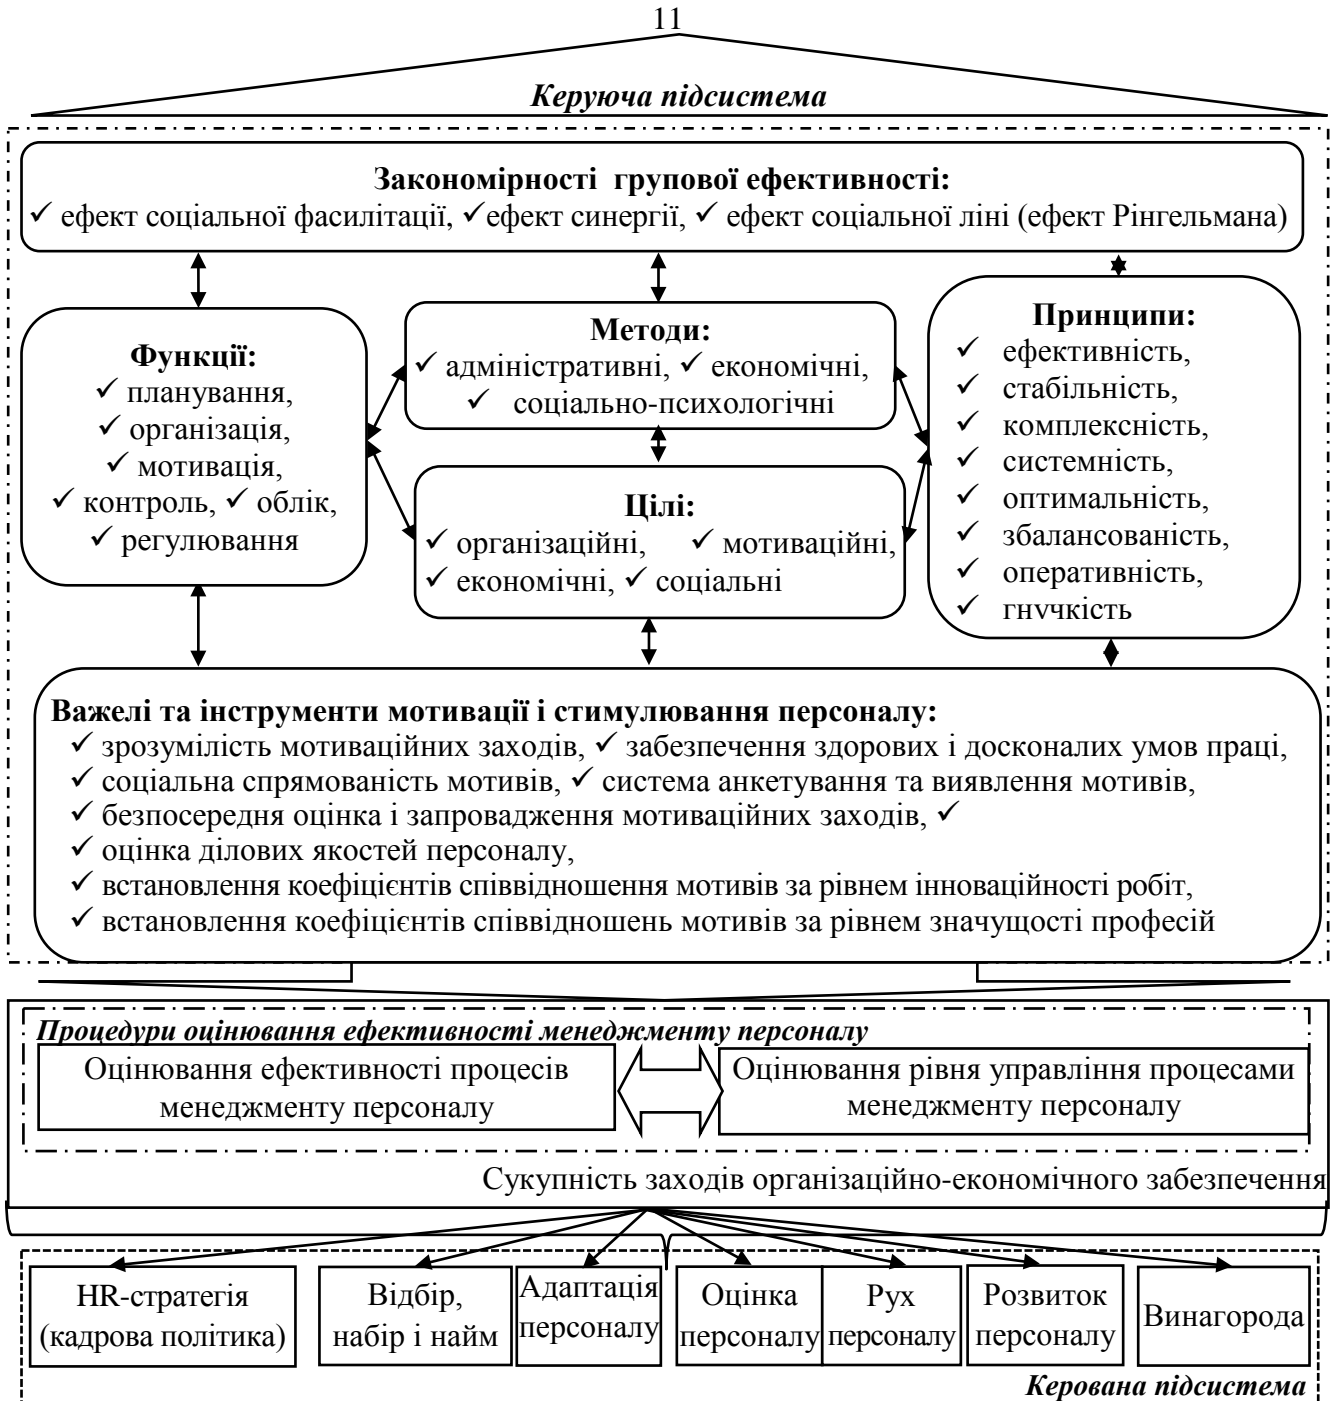 11
Керуюча підсистема
Закономірності групової ефективності:
✓ ефект соціальної фасилітації, ✓ ефект синергії, ✓ ефект соціальної ліні (ефект Рінгельмана)
Функції:
✓ планування,
✓ організація,
✓ мотивація,
✓ контроль, ✓ облік,
✓ регулювання
Методи:
✓ адміністративні, ✓ економічні,
✓ соціально-психологічні
Цілі:
✓ організаційні, ✓ мотиваційні,
✓ економічні, ✓ соціальні
Принципи:
✓ ефективність,
✓ стабільність,
✓ комплексність,
✓ системність,
✓ оптимальність,
✓ збалансованість,
✓ оперативність,
✓ гнучкість
Важелі та інструменти мотивації і стимулювання персоналу:
✓ зрозумілість мотиваційних заходів, ✓ забезпечення здорових і досконалих умов праці,
✓ соціальна спрямованість мотивів, ✓ система анкетування та виявлення мотивів,
✓ безпосередня оцінка і запровадження мотиваційних заходів, ✓
✓ оцінка ділових якостей персоналу,
✓ встановлення коефіцієнтів співвідношення мотивів за рівнем інноваційності робіт,
✓ встановлення коефіцієнтів співвідношень мотивів за рівнем значущості професій
Процедури оцінювання ефективності менеджменту персоналу
Оцінювання ефективності процесів
менеджменту персоналу
Оцінювання рівня управління процесами
менеджменту персоналу
Сукупність заходів організаційно-економічного забезпечення
HR-стратегія
(кадрова політика)
Відбір,
набір і найм
Адаптація
персоналу
Оцінка
персоналу
Рух
персоналу
Розвиток
персоналу
Винагорода
Керована підсистема